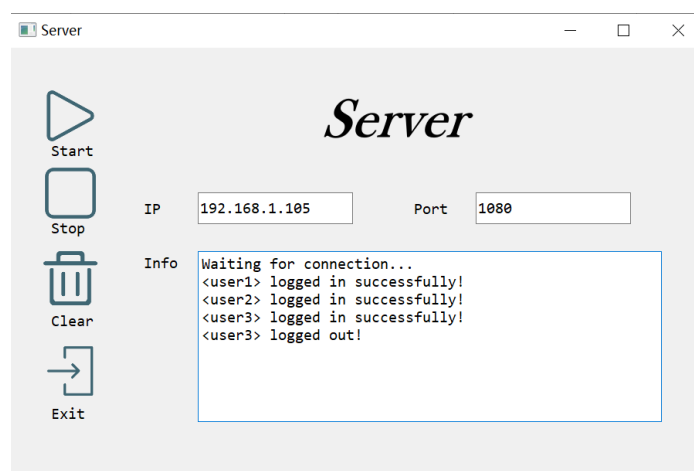 Server
Server
Start
Stop
IP 192.168.1.105 Port 1080
Info
Waiting for connection...
<user1> logged in successfully!
<user2> logged in successfully!
<user3> logged in successfully!
<user3> logged out!
Clear
Exit